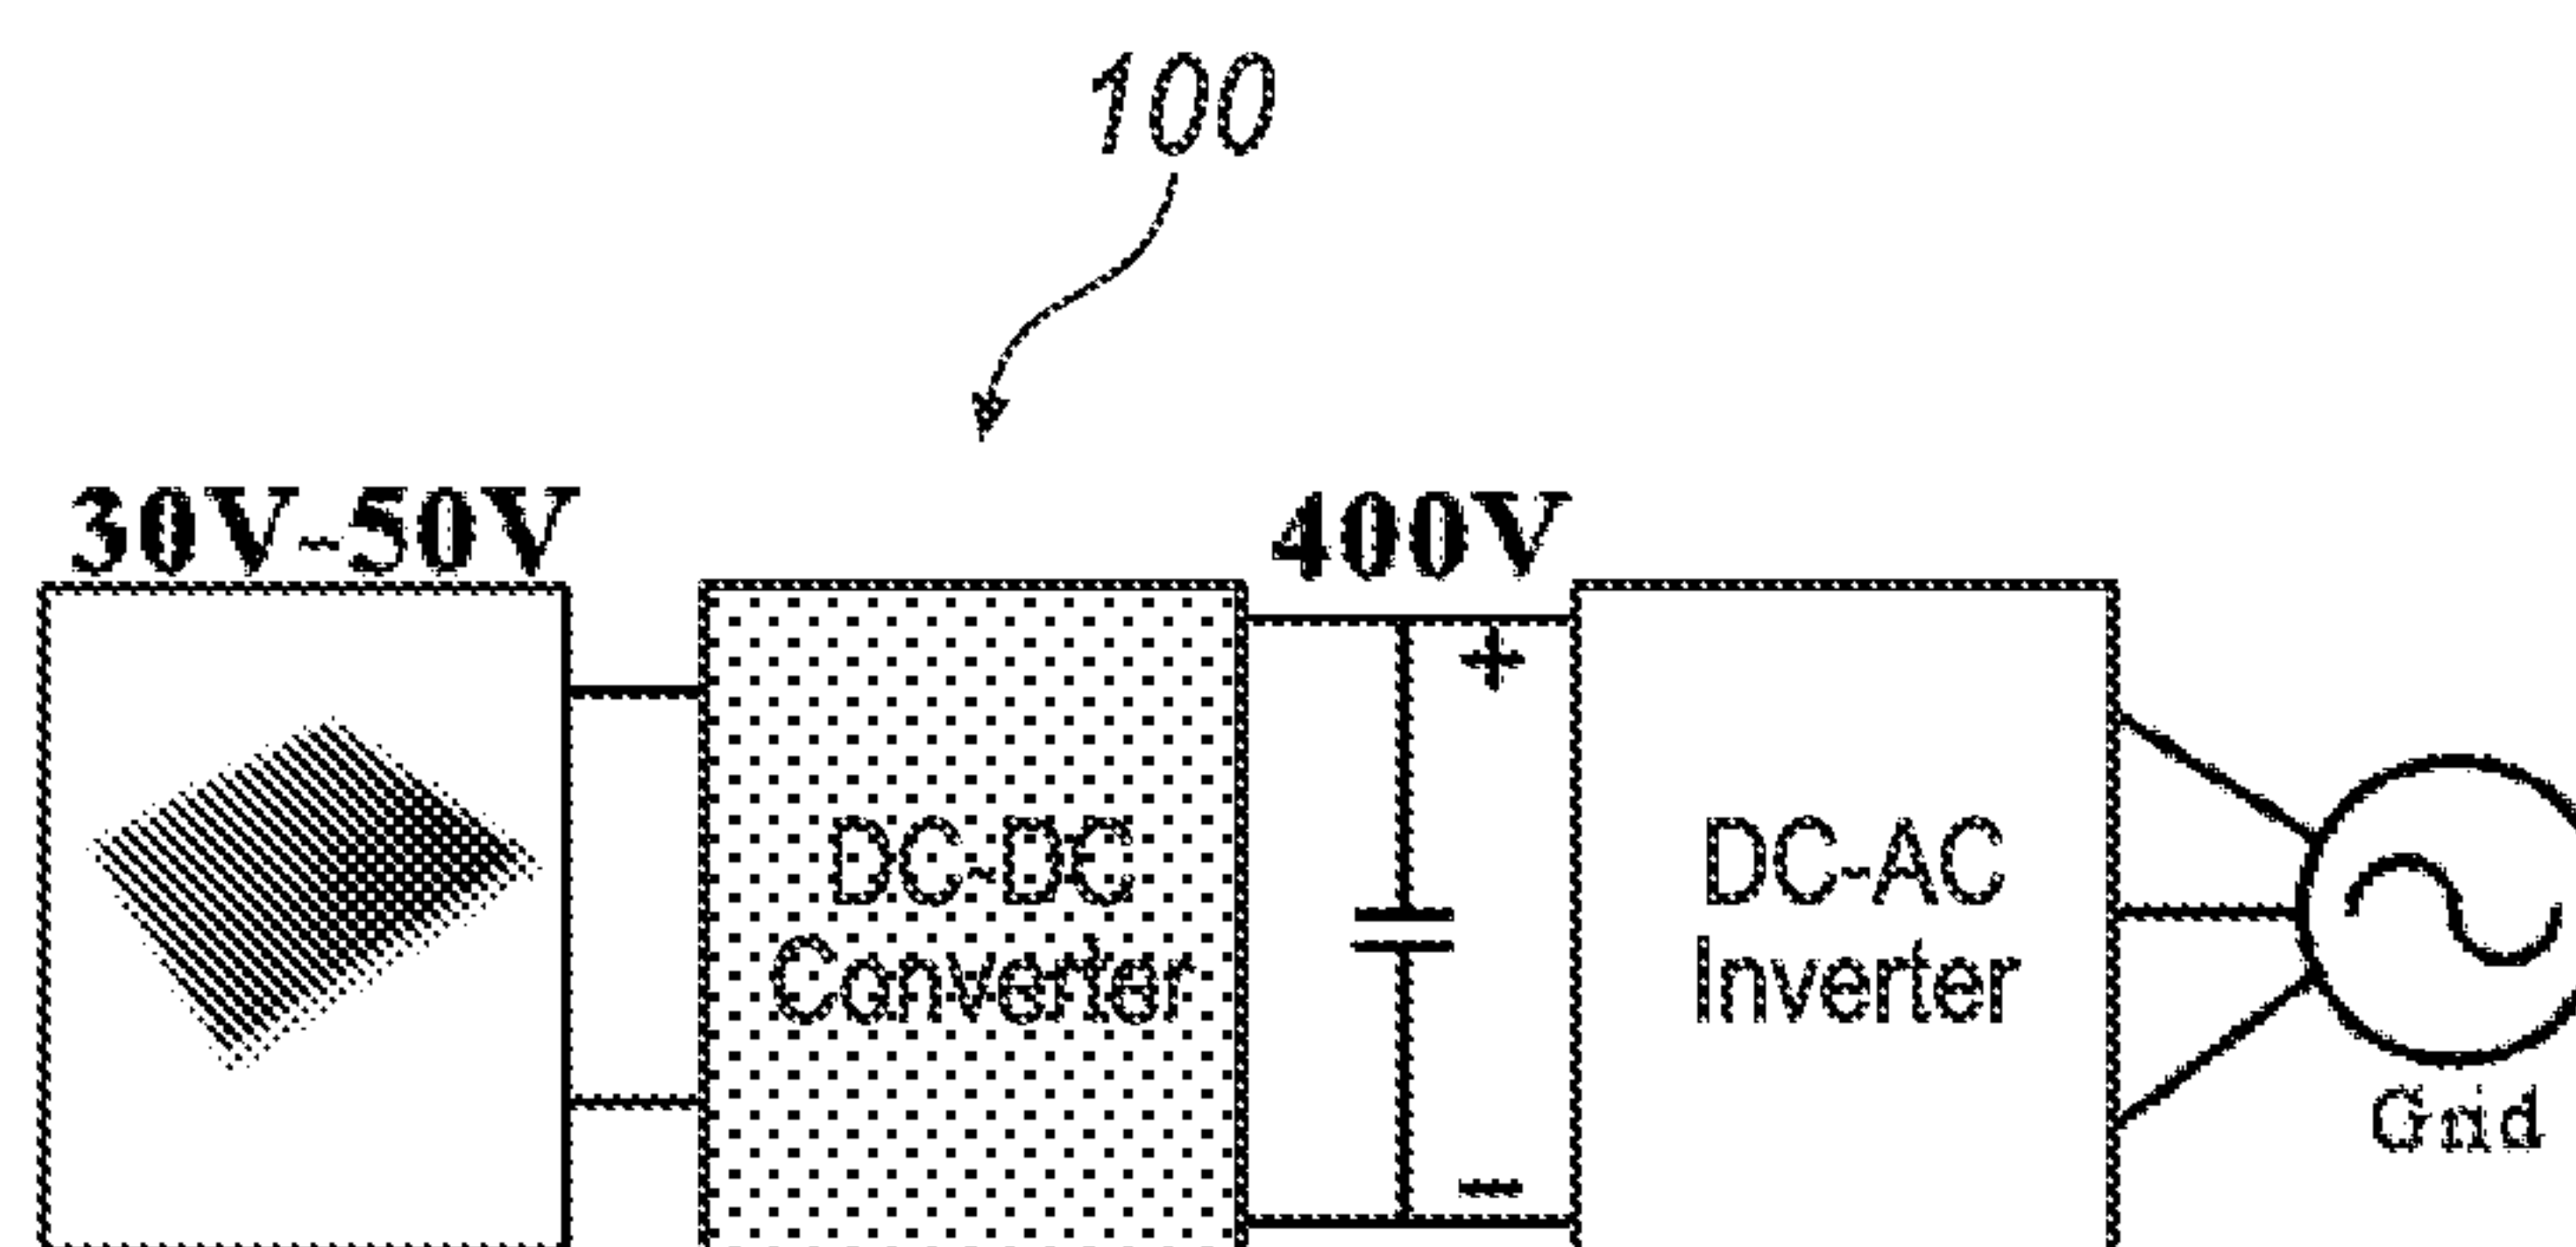 100
30V~50V
400V
+
DC-DC
Converter
DC-AC
Inverter
Grid
-